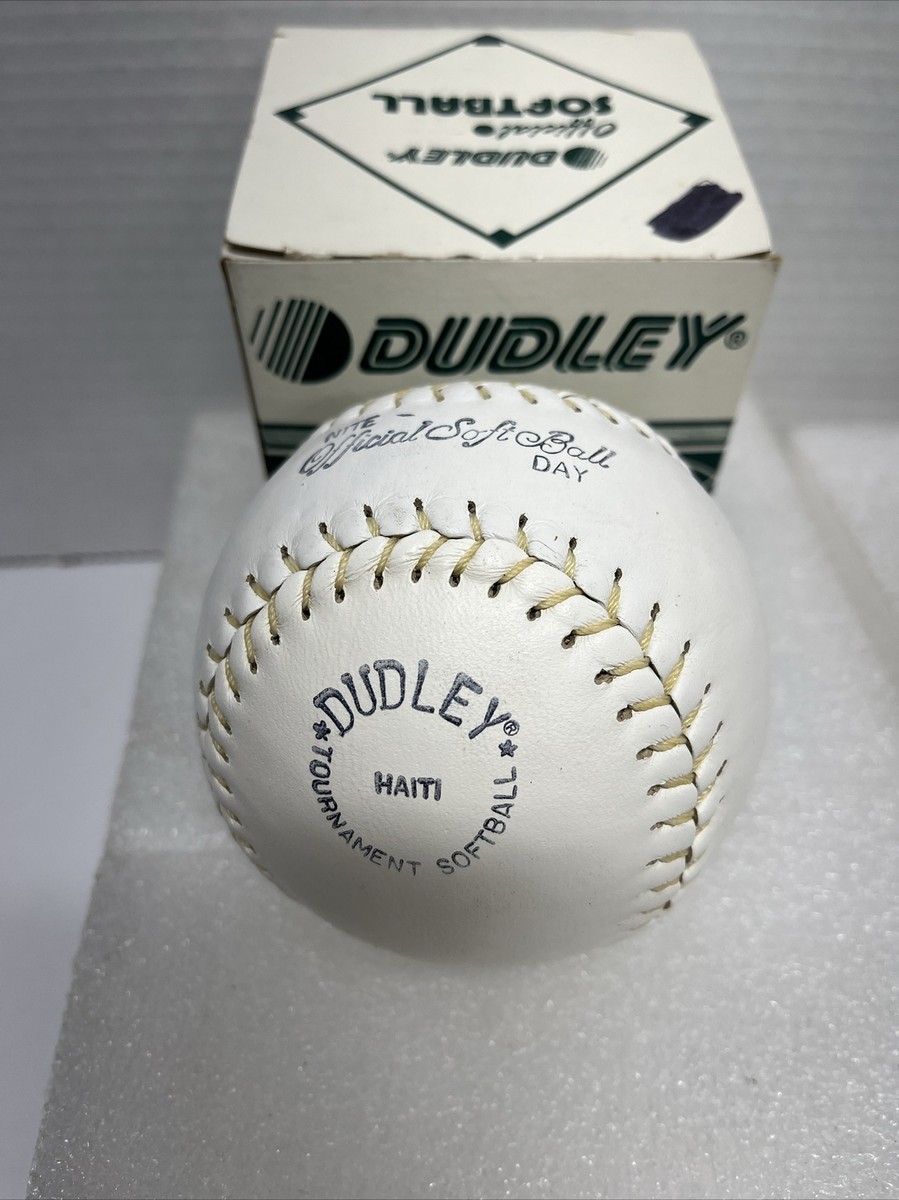 DUDLEY
Official
SOFTBALL
DUDLEY®
NITE
Official Soft Ball
DAY
DUDLEY®
HAITI
★TOURNAMENT SOFTBALL★